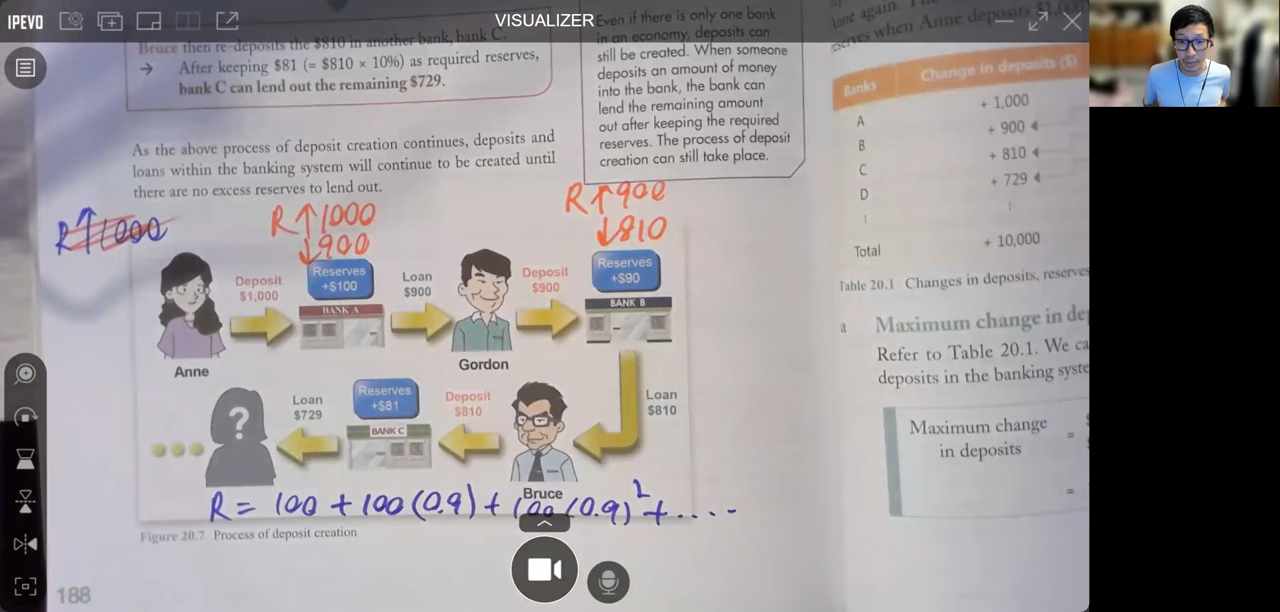 IPEVO
VISUALIZER
Bruce then re-deposits the $810 in another bank, bank C.
→ After keeping $81 (= $810 × 10%) as required reserves,
bank C can lend out the remaining $729.
Even if there is only one bank
in an economy, deposits can
still be created. When someone
deposits an amount of money
into the bank, the bank can
lend the remaining amount
out after keeping the required
reserves. The process of deposit
creation can still take place.
As the above process of deposit creation continues, deposits and
loans within the banking system will continue to be created until
there are no excess reserves to lend out.
R↑1000
R↑1000
↓900
R↑900
↓810
Deposit
$1,000
Reserves
+$100
BANK A
Loan
$900
Deposit
$900
Reserves
+$90
BANK B
Anne
Gordon
Loan
$810
Loan
$729
Reserves
+$81
BANK C
Deposit
$810
?
Bruce
R = 100 + 100(0.9) + 100(0.9)² + ....
Figure 20.7 Process of deposit creation
188
Anne again.
when Anne deposits $1,000
Banks
Change in deposits ($)
A + 1,000
B + 900
C + 810
D + 729
⋮ ⋮
Total + 10,000
Table 20.1 Changes in deposits, reserves
a Maximum change in de
Refer to Table 20.1. We ca
deposits in the banking syste
Maximum change
in deposits
=
=